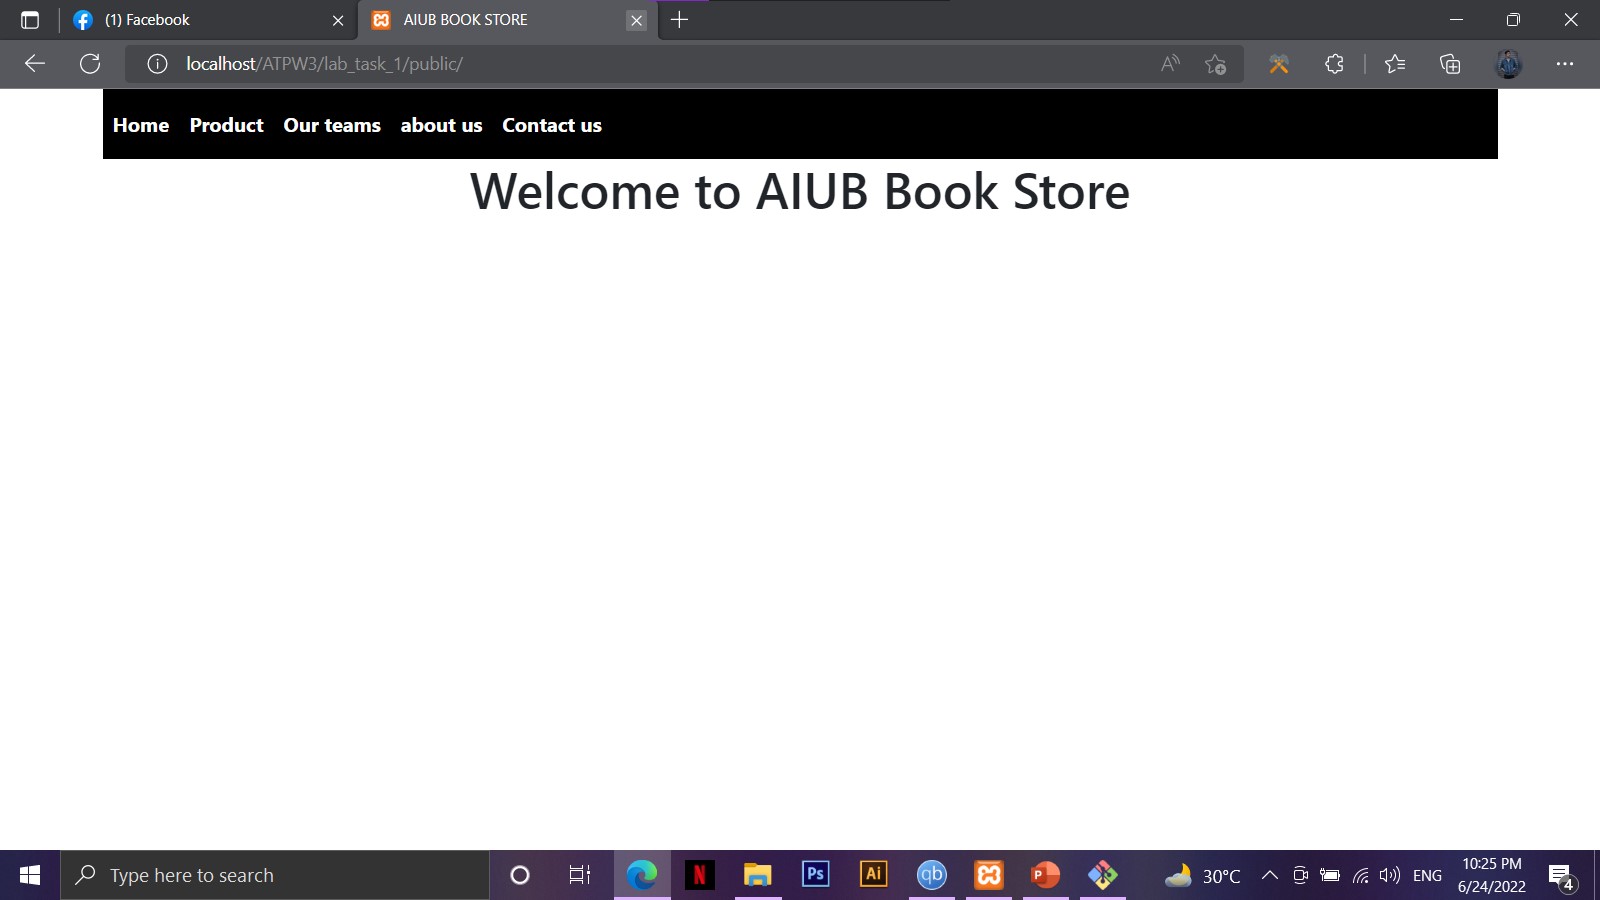 (1) Facebook
AIUB BOOK STORE
localhost/ATPW3/lab_task_1/public/
Home Product Our teams about us Contact us
Welcome to AIUB Book Store
Type here to search
N
Ps
Ai
qb
P
30°C
ENG
10:25 PM
6/24/2022
4